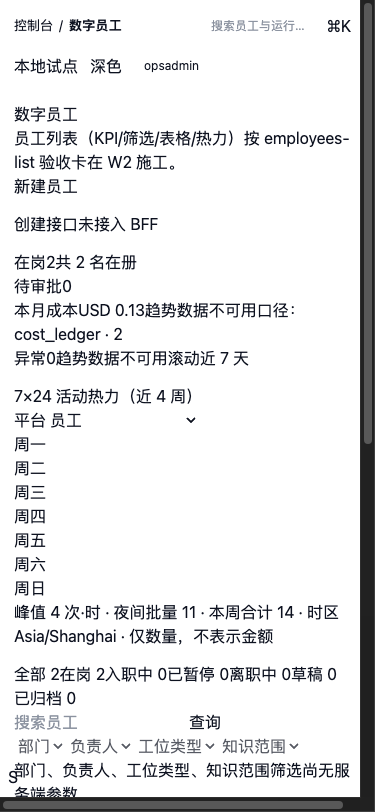 控制台 / 数字员工 搜索员工与运行... ⌘K
本地试点 深色 opsadmin
数字员工
员工列表（KPI/筛选/表格/热力）按 employees-
list 验收卡在 W2 施工。
新建员工
创建接口未接入 BFF
在岗2共 2 名在册
待审批0
本月成本USD 0.13趋势数据不可用口径：
cost_ledger · 2
异常0趋势数据不可用滚动近 7 天
7×24 活动热力（近 4 周）
平台 员工
周一
周二
周三
周四
周五
周六
周日
峰值 4 次·时 · 夜间批量 11 · 本周合计 14 · 时区
Asia/Shanghai · 仅数量，不表示金额
全部 2在岗 2入职中 0已暂停 0离职中 0草稿 0
已归档 0
搜索员工 查询
部门 负责人 工位类型 知识范围
S
部门、负责人、工位类型、知识范围筛选尚无服
务端参数